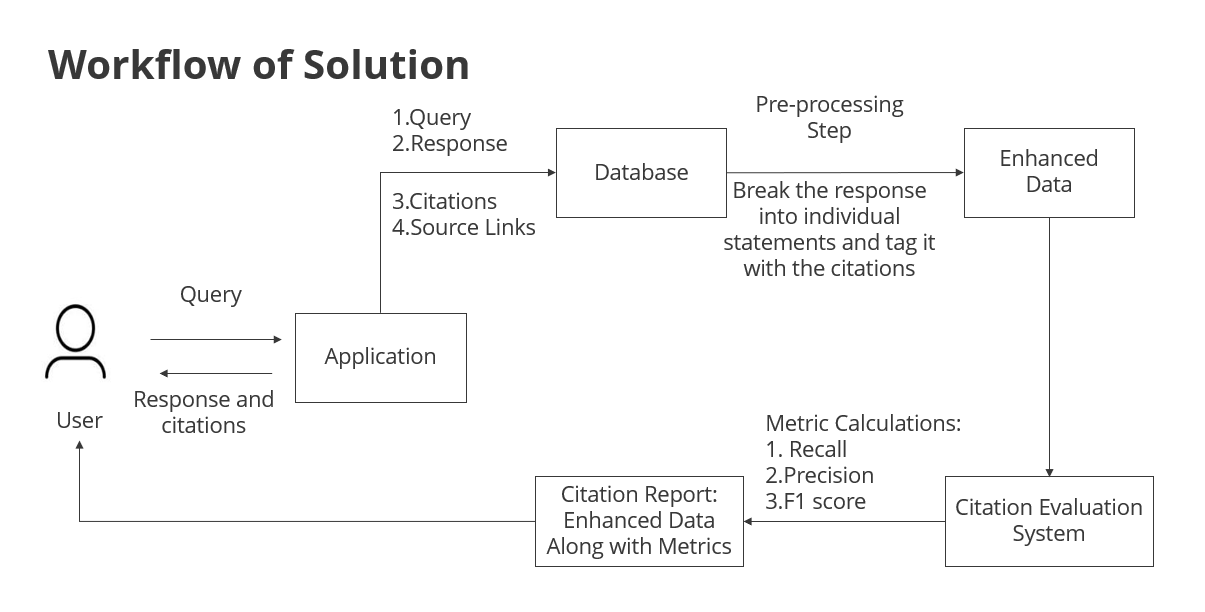 Workflow of Solution
1.Query
2.Response
3.Citations
4.Source Links
Database
Pre-processing
Step
Break the response
into individual
statements and tag it
with the citations
Enhanced
Data
Query
Response and
citations
User
Application
Metric Calculations:
1. Recall
2.Precision
3.F1 score
Citation Report:
Enhanced Data
Along with Metrics
Citation Evaluation
System